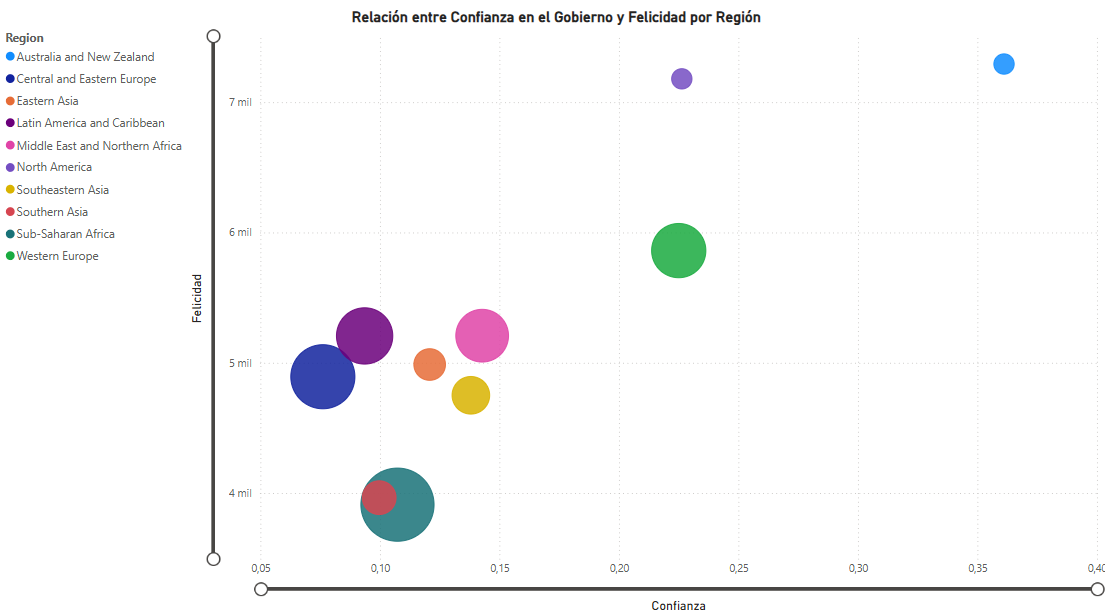 Relación entre Confianza en el Gobierno y Felicidad por Región
Region
Australia and New Zealand
Central and Eastern Europe
Eastern Asia
Latin America and Caribbean
Middle East and Northern Africa
North America
Southeastern Asia
Southern Asia
Sub-Saharan Africa
Western Europe
Felicidad
7 mil
6 mil
5 mil
4 mil
0,05 0,10 0,15 0,20 0,25 0,30 0,35 0,40
Confianza